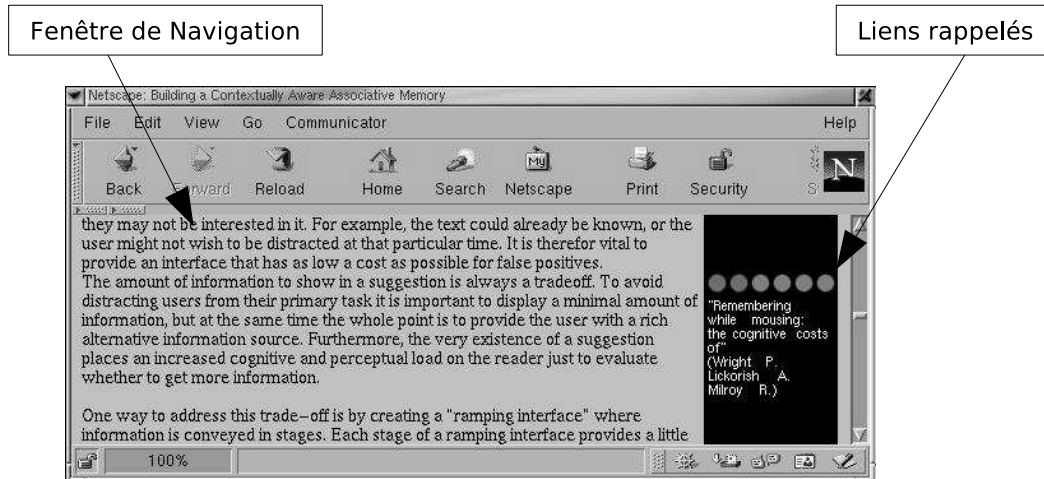 Fenêtre de Navigation
Liens rappelés
Netscape: Building a Contextually Aware Associative Memory
File Edit View Go Communicator Help
Back Forward Reload Home Search Netscape Print Security S
My
N
they may not be interested in it. For example, the text could already be known, or the
user might not wish to be distracted at that particular time. It is therefor vital to
provide an interface that has as low a cost as possible for false positives.
The amount of information to show in a suggestion is always a tradeoff. To avoid
distracting users from their primary task it is important to display a minimal amount of
information, but at the same time the whole point is to provide the user with a rich
alternative information source. Furthermore, the very existence of a suggestion
places an increased cognitive and perceptual load on the reader just to evaluate
whether to get more information.
One way to address this trade-off is by creating a "ramping interface" where
information is conveyed in stages. Each stage of a ramping interface provides a little
"Remembering
while mousing:
the cognitive costs
of"
(Wright P.
Lickorish A.
Milroy R.)
100%